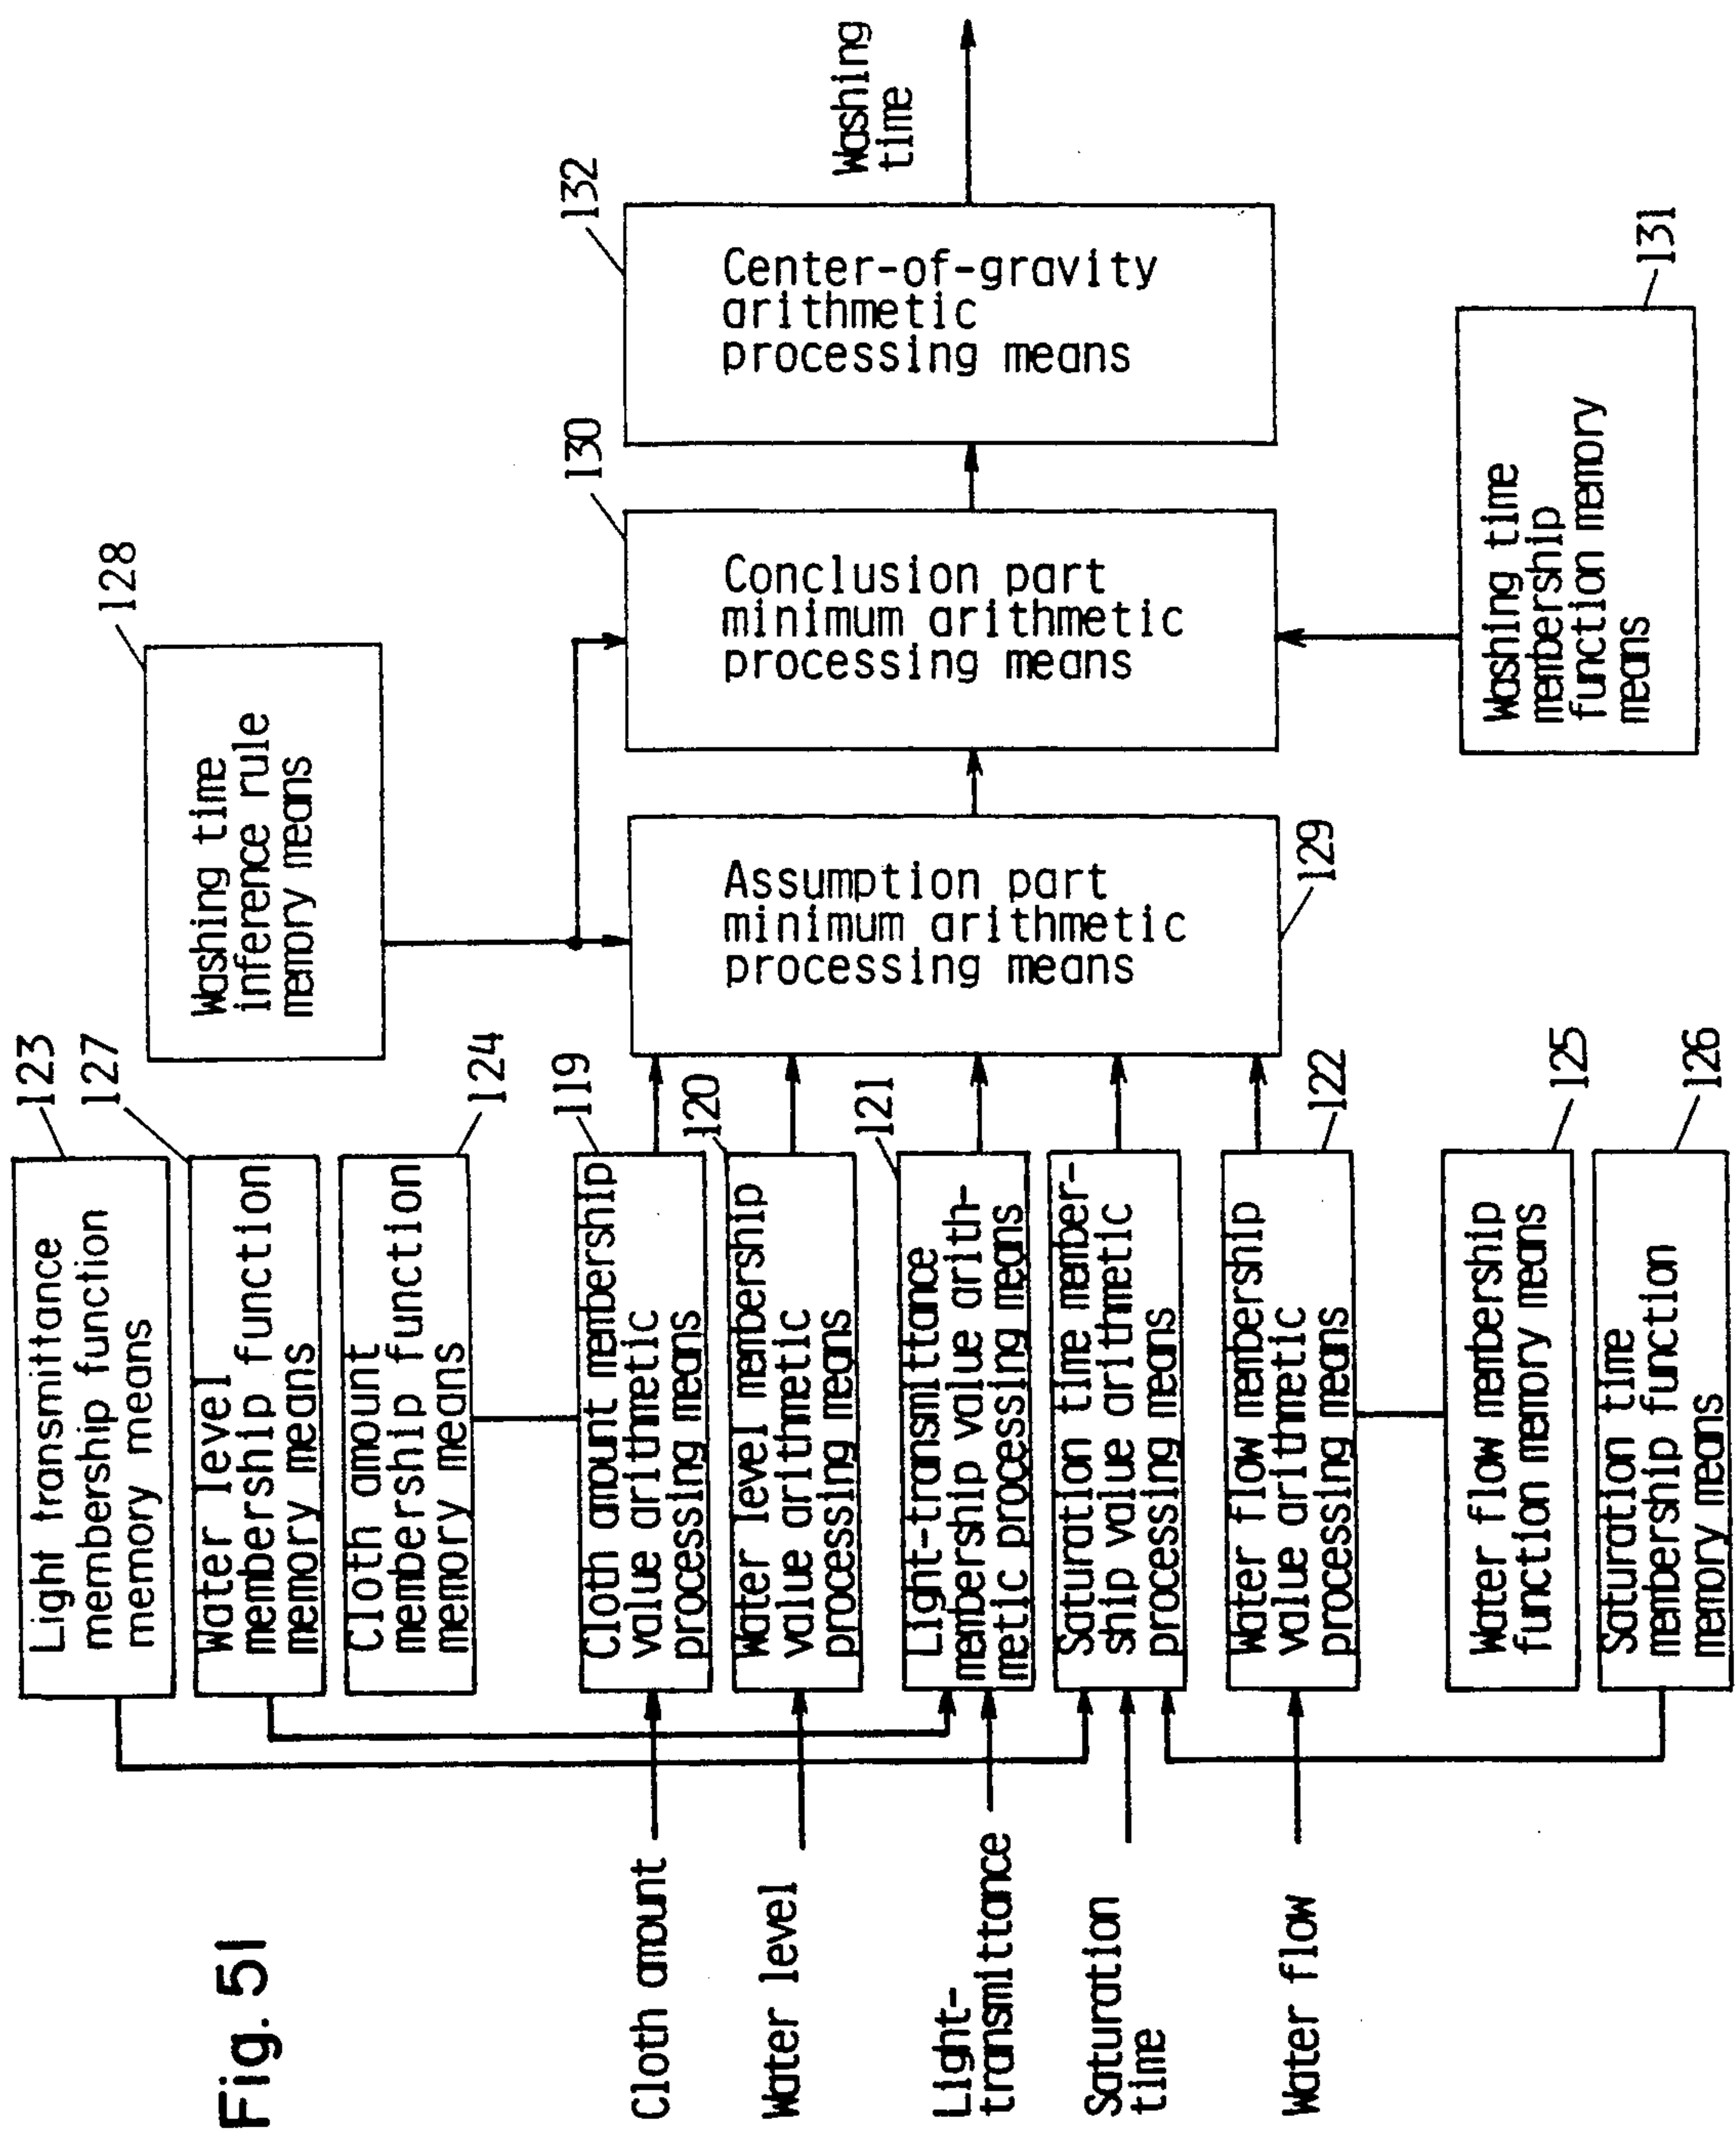 Fig. 51
Light transmittance
membership function
memory means
123
Water level
membership function
memory means
127
Cloth amount
membership function
memory means
124
Cloth amount
Cloth amount membership
value arithmetic
processing means
119
Water level
Water level membership
value arithmetic
processing means
120
Light-
transmittance
Light-transmittance
membership value arith-
metic processing means
121
Saturation
time
Saturation time member-
ship value arithmetic
processing means
Water flow
Water flow membership
value arithmetic
processing means
122
Water flow membership
function memory means
125
Saturation time
membership function
memory means
126
Washing time
inference rule
memory means
128
Assumption part
minimum arithmetic
processing means
129
Conclusion part
minimum arithmetic
processing means
130
Washing time
membership
function memory
means
131
Center-of-gravity
arithmetic
processing means
132
Washing
time